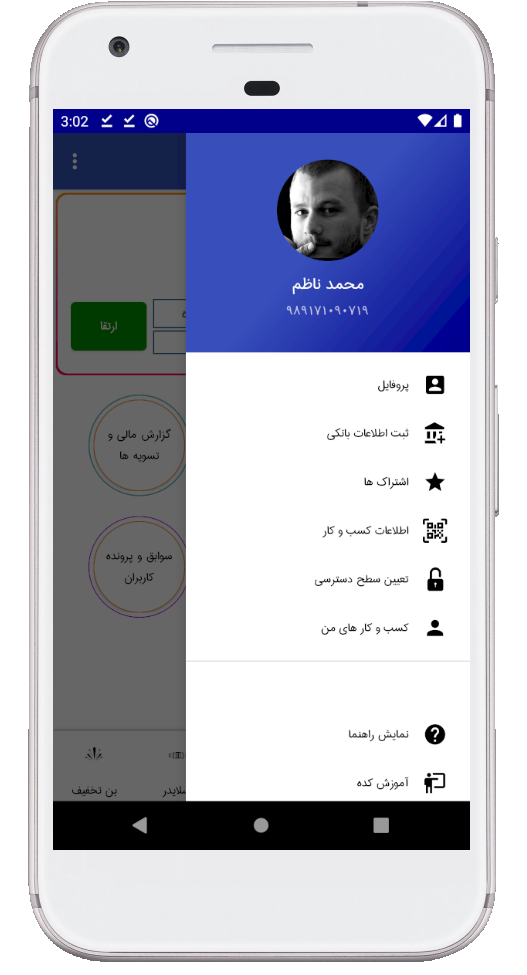 3:02
محمد ناظم
۹۸۹۱۷۱۰۹۰۷۱۹
پروفایل
ثبت اطلاعات بانکی
اشتراک ها
اطلاعات کسب و کار
تعیین سطح دسترسی
کسب و کار های من
نمایش راهنما
آموزش کده
ارتقا
گزارش مالی و
تسویه ها
سوابق و پرونده
کاربران
بن تخفیف